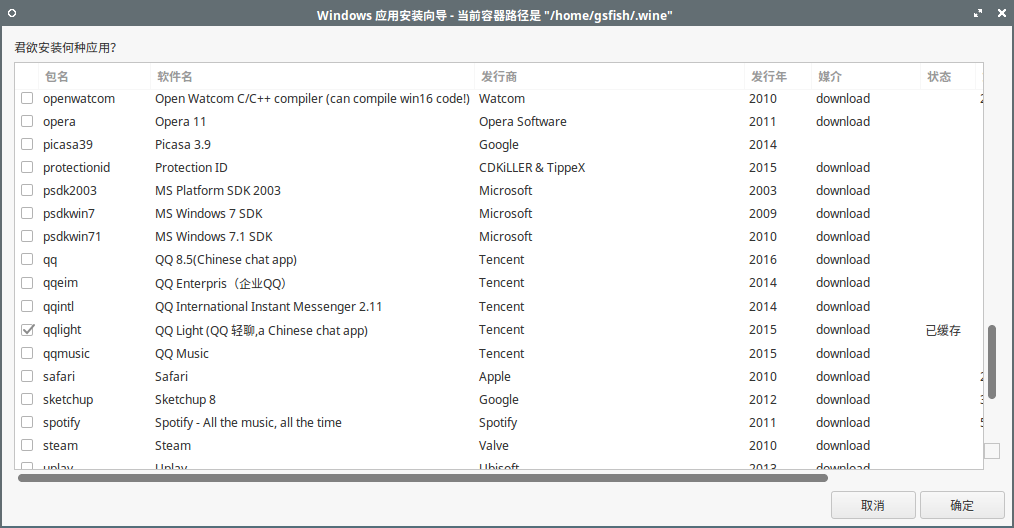 Windows 应用安装向导 - 当前容器路径是 "/home/gsfish/.wine"
君欲安装何种应用?
包名 软件名 发行商 发行年 媒介 状态
openwatcom Open Watcom C/C++ compiler (can compile win16 code!) Watcom 2010 download
opera Opera 11 Opera Software 2011 download
picasa39 Picasa 3.9 Google 2014
protectionid Protection ID CDKiLLER & TippeX 2015 download
psdk2003 MS Platform SDK 2003 Microsoft 2003 download
psdkwin7 MS Windows 7 SDK Microsoft 2009 download
psdkwin71 MS Windows 7.1 SDK Microsoft 2010 download
qq QQ 8.5(Chinese chat app) Tencent 2016 download
qqeim QQ Enterpris（企业QQ） Tencent 2014 download
qqintl QQ International Instant Messenger 2.11 Tencent 2014 download
qqlight QQ Light (QQ 轻聊,a Chinese chat app) Tencent 2015 download 已缓存
qqmusic QQ Music Tencent 2015 download
safari Safari Apple 2010 download
sketchup Sketchup 8 Google 2012 download
spotify Spotify - All the music, all the time Spotify 2011 download
steam Steam Valve 2010 download
uplay Uplay Ubisoft 2013 download
取消 确定